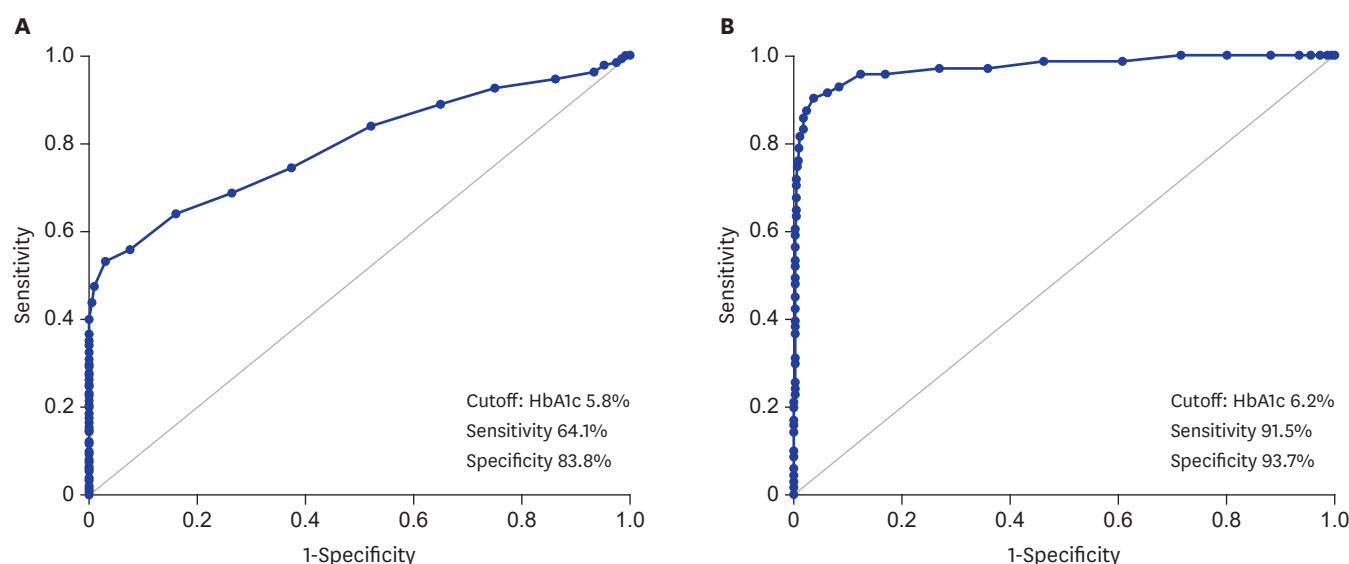 A
1.0
0.8
0.6
0.4
0.2
0
Sensitivity
Cutoff: HbA1c 5.8%
Sensitivity 64.1%
Specificity 83.8%
0 0.2 0.4 0.6 0.8 1.0
1-Specificity
B
1.0
0.8
0.6
0.4
0.2
0
Sensitivity
Cutoff: HbA1c 6.2%
Sensitivity 91.5%
Specificity 93.7%
0 0.2 0.4 0.6 0.8 1.0
1-Specificity